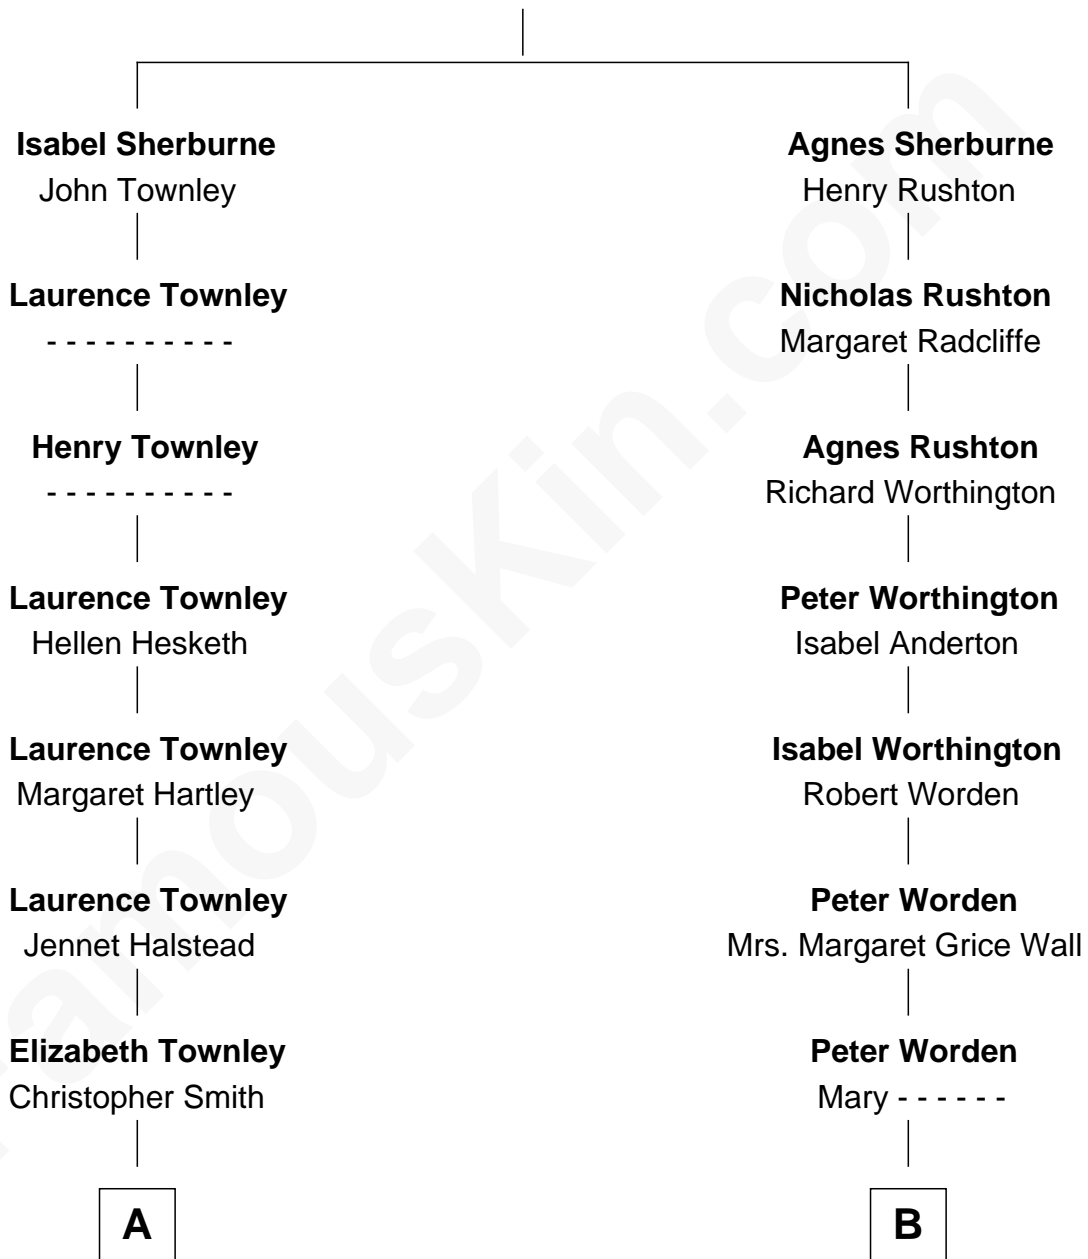 Isabel Sherburne
John Townley
Laurence Townley
- - - - - - - - - -
Henry Townley
- - - - - - - - - -
Laurence Townley
Hellen Hesketh
Laurence Townley
Margaret Hartley
Laurence Townley
Jennet Halstead
Elizabeth Townley
Christopher Smith
A
Agnes Sherburne
Henry Rushton
Nicholas Rushton
Margaret Radcliffe
Agnes Rushton
Richard Worthington
Peter Worthington
Isabel Anderton
Isabel Worthington
Robert Worden
Peter Worden
Mrs. Margaret Grice Wall
Peter Worden
Mary - - - - - -
B
FamousKin.com